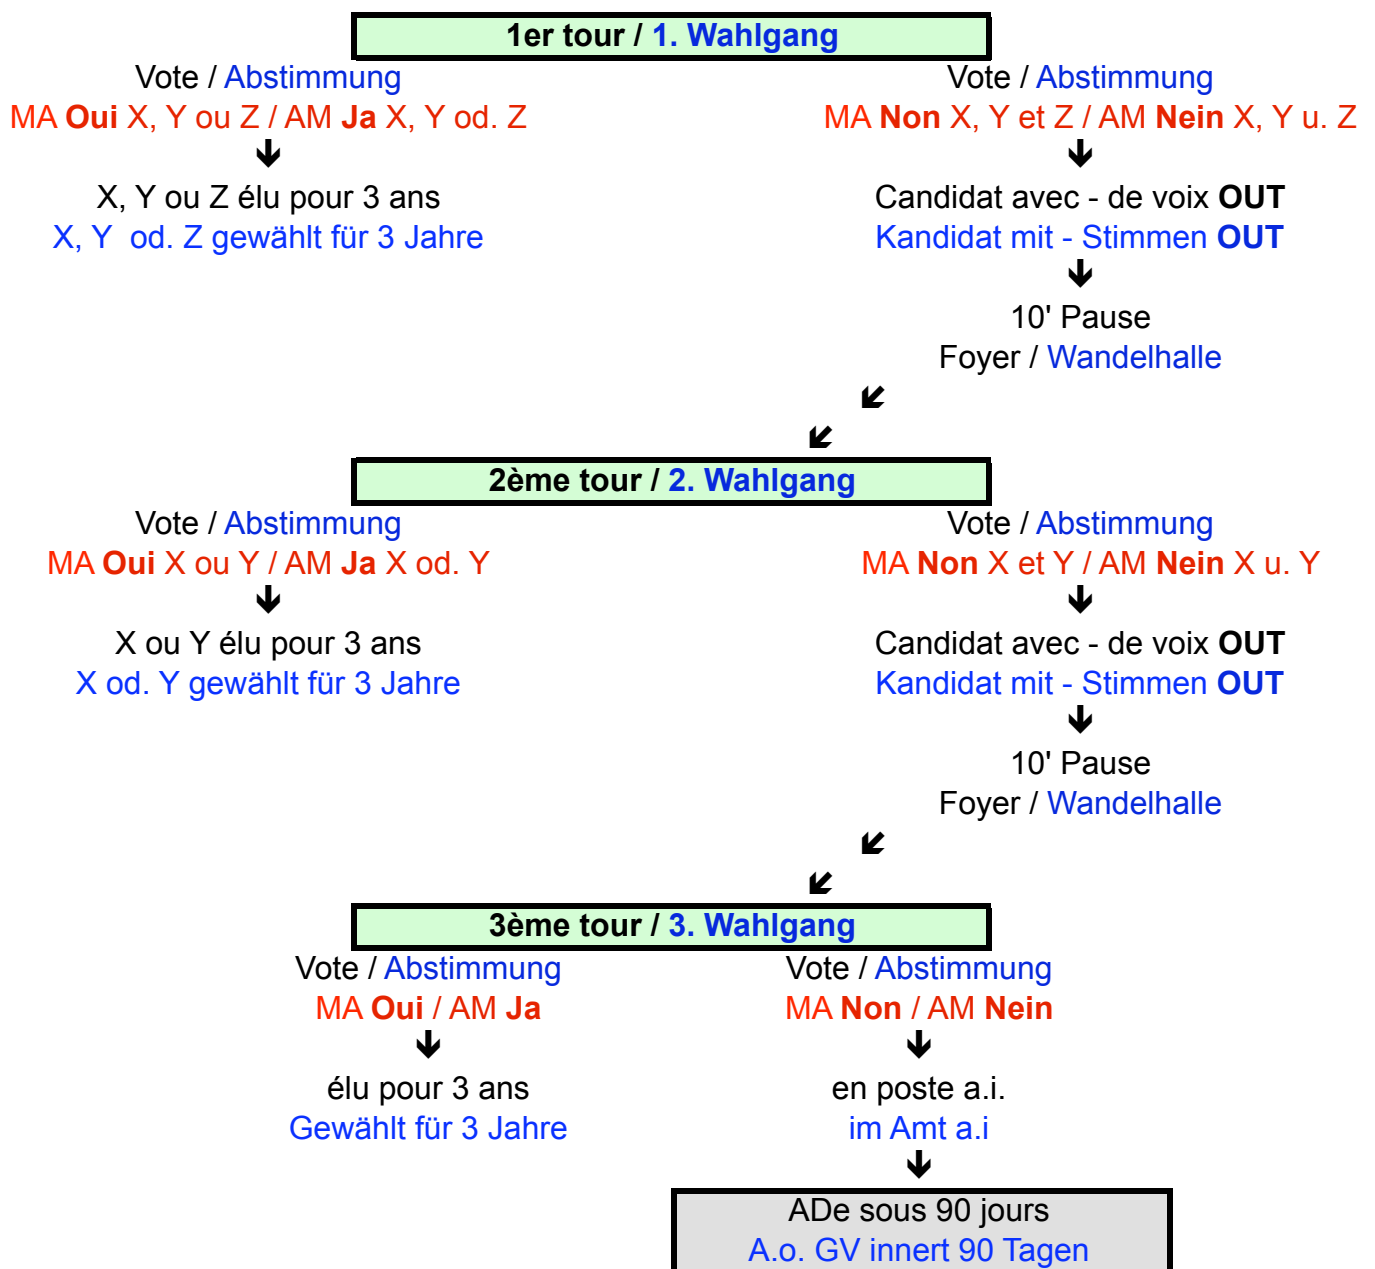 1er tour / 1. Wahlgang
Vote / Abstimmung
MA Oui X, Y ou Z / AM Ja X, Y od. Z
X, Y ou Z élu pour 3 ans
X, Y od. Z gewählt für 3 Jahre
Vote / Abstimmung
MA Non X, Y et Z / AM Nein X, Y u. Z
Candidat avec - de voix OUT
Kandidat mit - Stimmen OUT
10' Pause
Foyer / Wandelhalle
2ème tour / 2. Wahlgang
Vote / Abstimmung
MA Oui X ou Y / AM Ja X od. Y
X ou Y élu pour 3 ans
X od. Y gewählt für 3 Jahre
Vote / Abstimmung
MA Non X et Y / AM Nein X u. Y
Candidat avec - de voix OUT
Kandidat mit - Stimmen OUT
10' Pause
Foyer / Wandelhalle
3ème tour / 3. Wahlgang
Vote / Abstimmung
MA Oui / AM Ja
élu pour 3 ans
Gewählt für 3 Jahre
Vote / Abstimmung
MA Non / AM Nein
en poste a.i.
im Amt a.i
ADe sous 90 jours
A.o. GV innert 90 Tagen